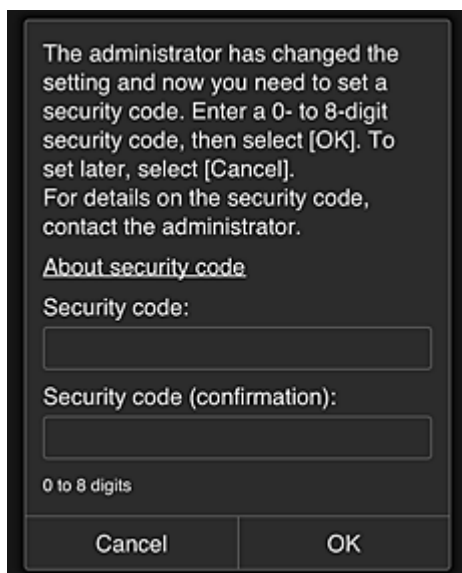 The administrator has changed the
setting and now you need to set a
security code. Enter a 0- to 8-digit
security code, then select [OK]. To
set later, select [Cancel].
For details on the security code,
contact the administrator.
About security code
Security code:
Security code (confirmation):
0 to 8 digits
Cancel
OK